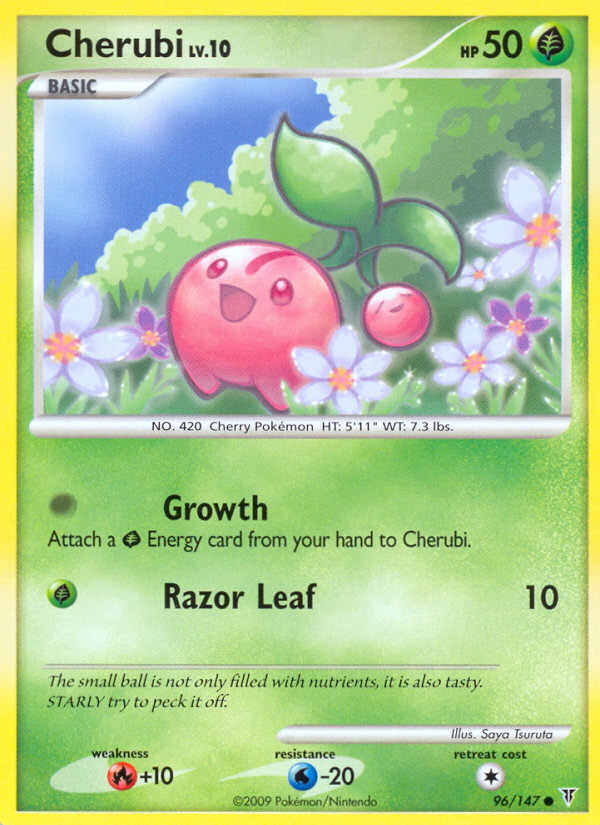 Cherubi LV.10 HP 50
BASIC
NO. 420 Cherry Pokémon HT: 5'11" WT: 7.3 lbs.
Growth
Attach a Energy card from your hand to Cherubi.
Razor Leaf 10
The small ball is not only filled with nutrients, it is also tasty.
STARLY try to peck it off.
Illus. Saya Tsuruta
weakness resistance retreat cost
+10 -20
©2009 Pokémon/Nintendo 96/147